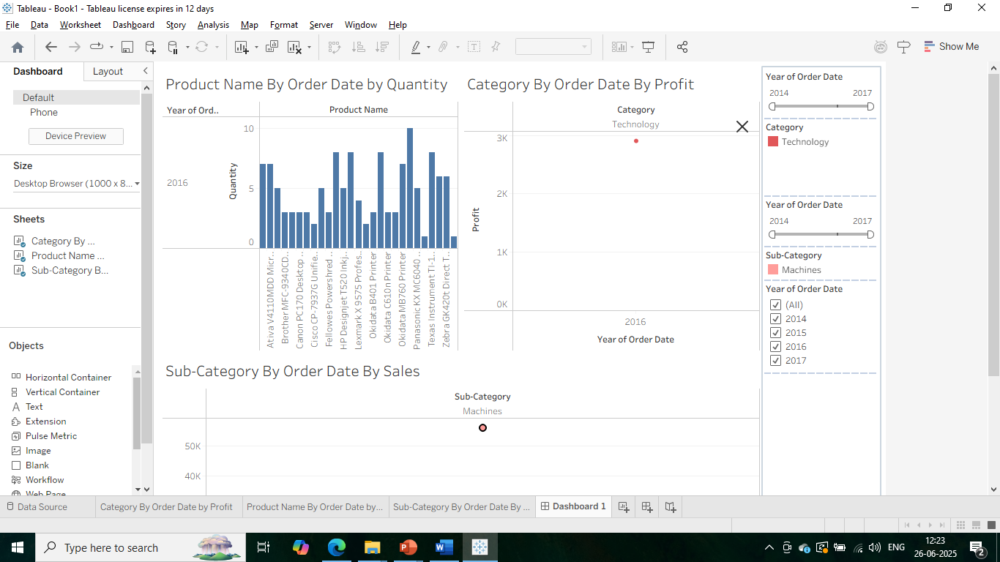 Tableau - Book1 - Tableau license expires in 12 days
File Data Worksheet Dashboard Story Analysis Map Format Server Window Help
Show Me
Dashboard Layout
Default
Phone
Device Preview
Size
Desktop Browser (1000 x 8...
Sheets
Category By ...
Product Name ...
Sub-Category B...
Objects
Horizontal Container
Vertical Container
Text
Extension
Pulse Metric
Image
Blank
Workflow
Web Page
Product Name By Order Date by Quantity
Year of Ord..
Product Name
2016
Quantity
10
5
0
Ativa V4110MDD Micr..
Brother MFC-9340CD..
Canon PC170 Desktop ..
Cisco CP-7937G Unifie..
Fellowes Powershred ..
HP Designjet T520 Inkj..
Lexmark X 9575 Profes..
Okidata B401 Printer
Okidata C610n Printer
Okidata MB760 Printer
Panasonic KX MC6040 ..
Texas Instrument TI-1..
Zebra GK420t Direct T..
Category By Order Date By Profit
Category
Technology
3K
2K
1K
0K
Profit
2016
Year of Order Date
Sub-Category By Order Date By Sales
Sub-Category
Machines
50K
40K
Year of Order Date
2014 2017
Category
Technology
Year of Order Date
2014 2017
Sub-Category
Machines
Year of Order Date
(All)
2014
2015
2016
2017
Data Source Category By Order Date by Profit Product Name By Order Date by... Sub-Category By Order Date By ... Dashboard 1
Type here to search
ENG
12:23
26-06-2025
2